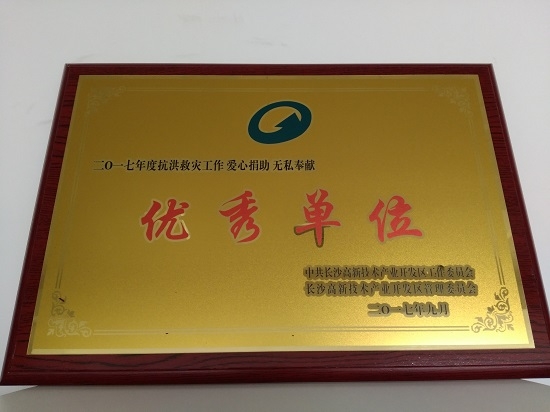 二〇一七年度抗洪救灾工作 爱心捐助 无私奉献
优秀单位
中共长沙高新技术产业开发区工作委员会
长沙高新技术产业开发区管理委员会
二〇一七年九月